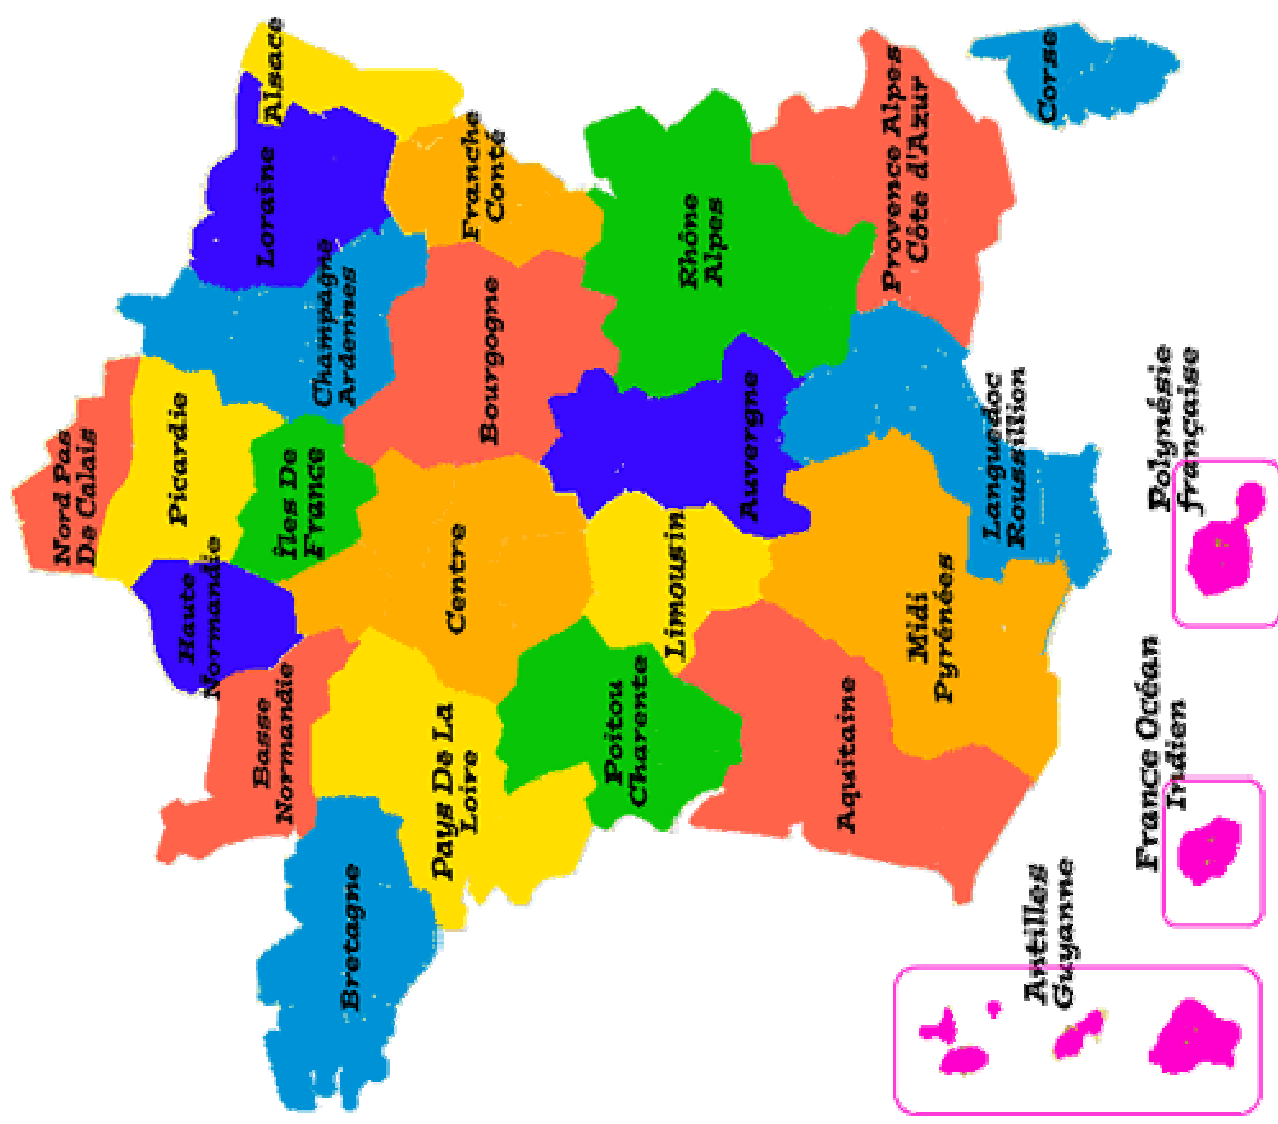 Nord Pas
De Calais
Picardie
Haute
Normandie
Basse
Normandie
Îles De
France
Champagne
Ardennes
Loraine
Alsace
Bretagne
Pays De La
Loire
Centre
Bourgogne
Franche
Conté
Poitou
Charente
Limousin
Auvergne
Rhône
Alpes
Aquitaine
Midi
Pyrénées
Languedoc
Roussillion
Provence Alpes
Côte d'Azur
Corse
Antilles
Guyanne
France Océan
Indien
Polynésie
française